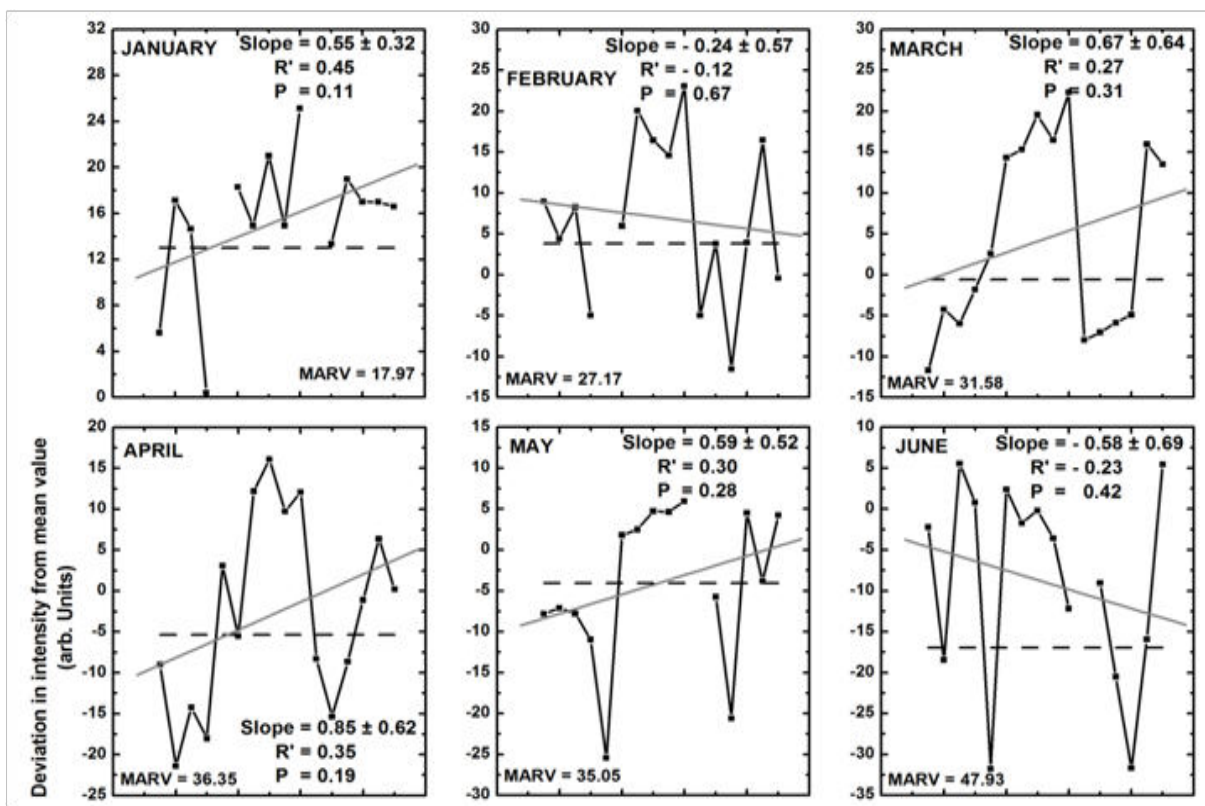 JANUARY
Slope = 0.55 ± 0.32
R' = 0.45
P = 0.11
MARV = 17.97
32
28
24
20
16
12
8
4
0
FEBRUARY
Slope = - 0.24 ± 0.57
R' = - 0.12
P = 0.67
MARV = 27.17
30
25
20
15
10
5
0
-5
-10
-15
MARCH
Slope = 0.67 ± 0.64
R' = 0.27
P = 0.31
MARV = 31.58
30
25
20
15
10
5
0
-5
-10
-15
Deviation in intensity from mean value
(arb. Units)
APRIL
Slope = 0.85 ± 0.62
R' = 0.35
P = 0.19
MARV = 36.35
20
15
10
5
0
-5
-10
-15
-20
-25
MAY
Slope = 0.59 ± 0.52
R' = 0.30
P = 0.28
MARV = 35.05
15
10
5
0
-5
-10
-15
-20
-25
-30
JUNE
Slope = - 0.58 ± 0.69
R' = - 0.23
P = 0.42
MARV = 47.93
10
5
0
-5
-10
-15
-20
-25
-30
-35